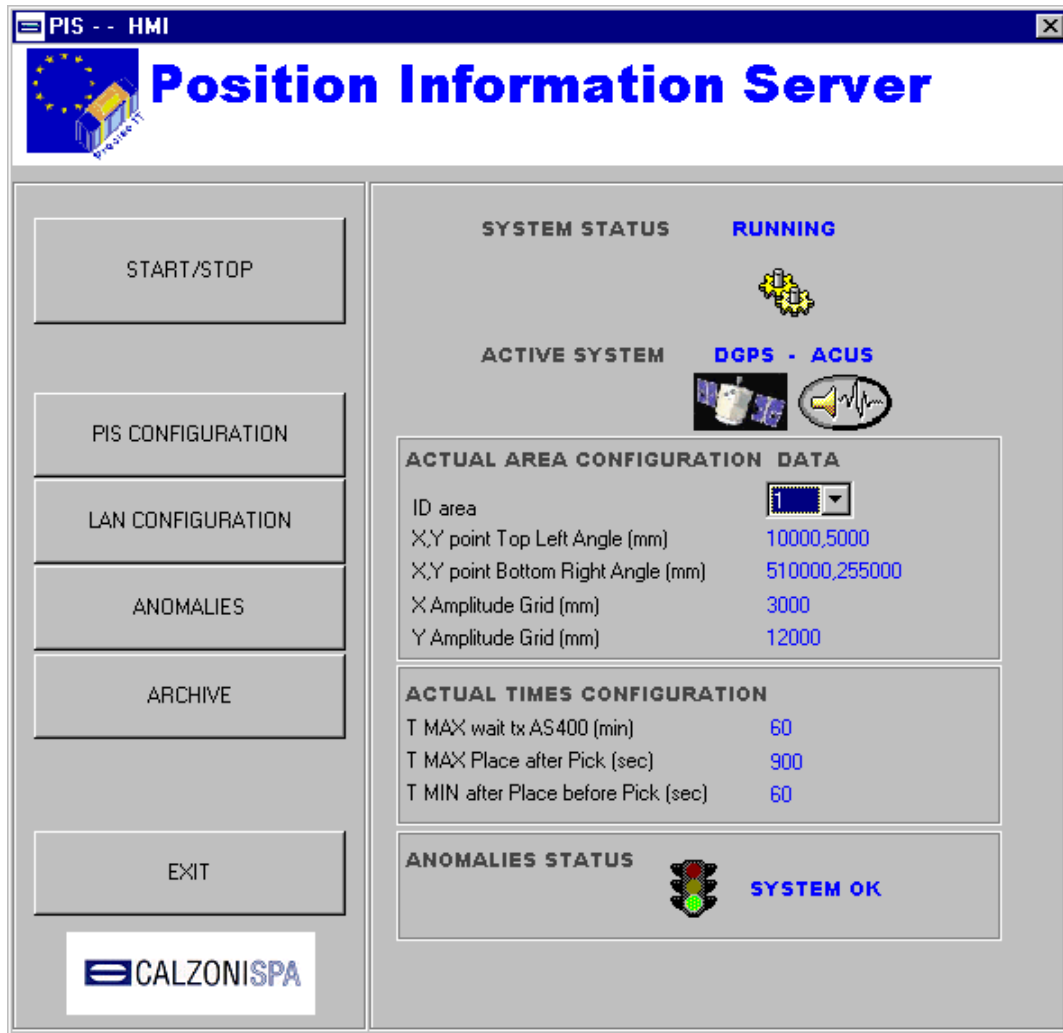 PIS - - HMI
Position Information Server
Preciso IT
START/STOP
PIS CONFIGURATION
LAN CONFIGURATION
ANOMALIES
ARCHIVE
EXIT
CALZONISPA
SYSTEM STATUS RUNNING
ACTIVE SYSTEM DGPS - ACUS
ACTUAL AREA CONFIGURATION DATA
ID area 1
X,Y point Top Left Angle (mm) 10000,5000
X,Y point Bottom Right Angle (mm) 510000,255000
X Amplitude Grid (mm) 3000
Y Amplitude Grid (mm) 12000
ACTUAL TIMES CONFIGURATION
T MAX wait tx AS400 (min) 60
T MAX Place after Pick (sec) 900
T MIN after Place before Pick (sec) 60
ANOMALIES STATUS SYSTEM OK